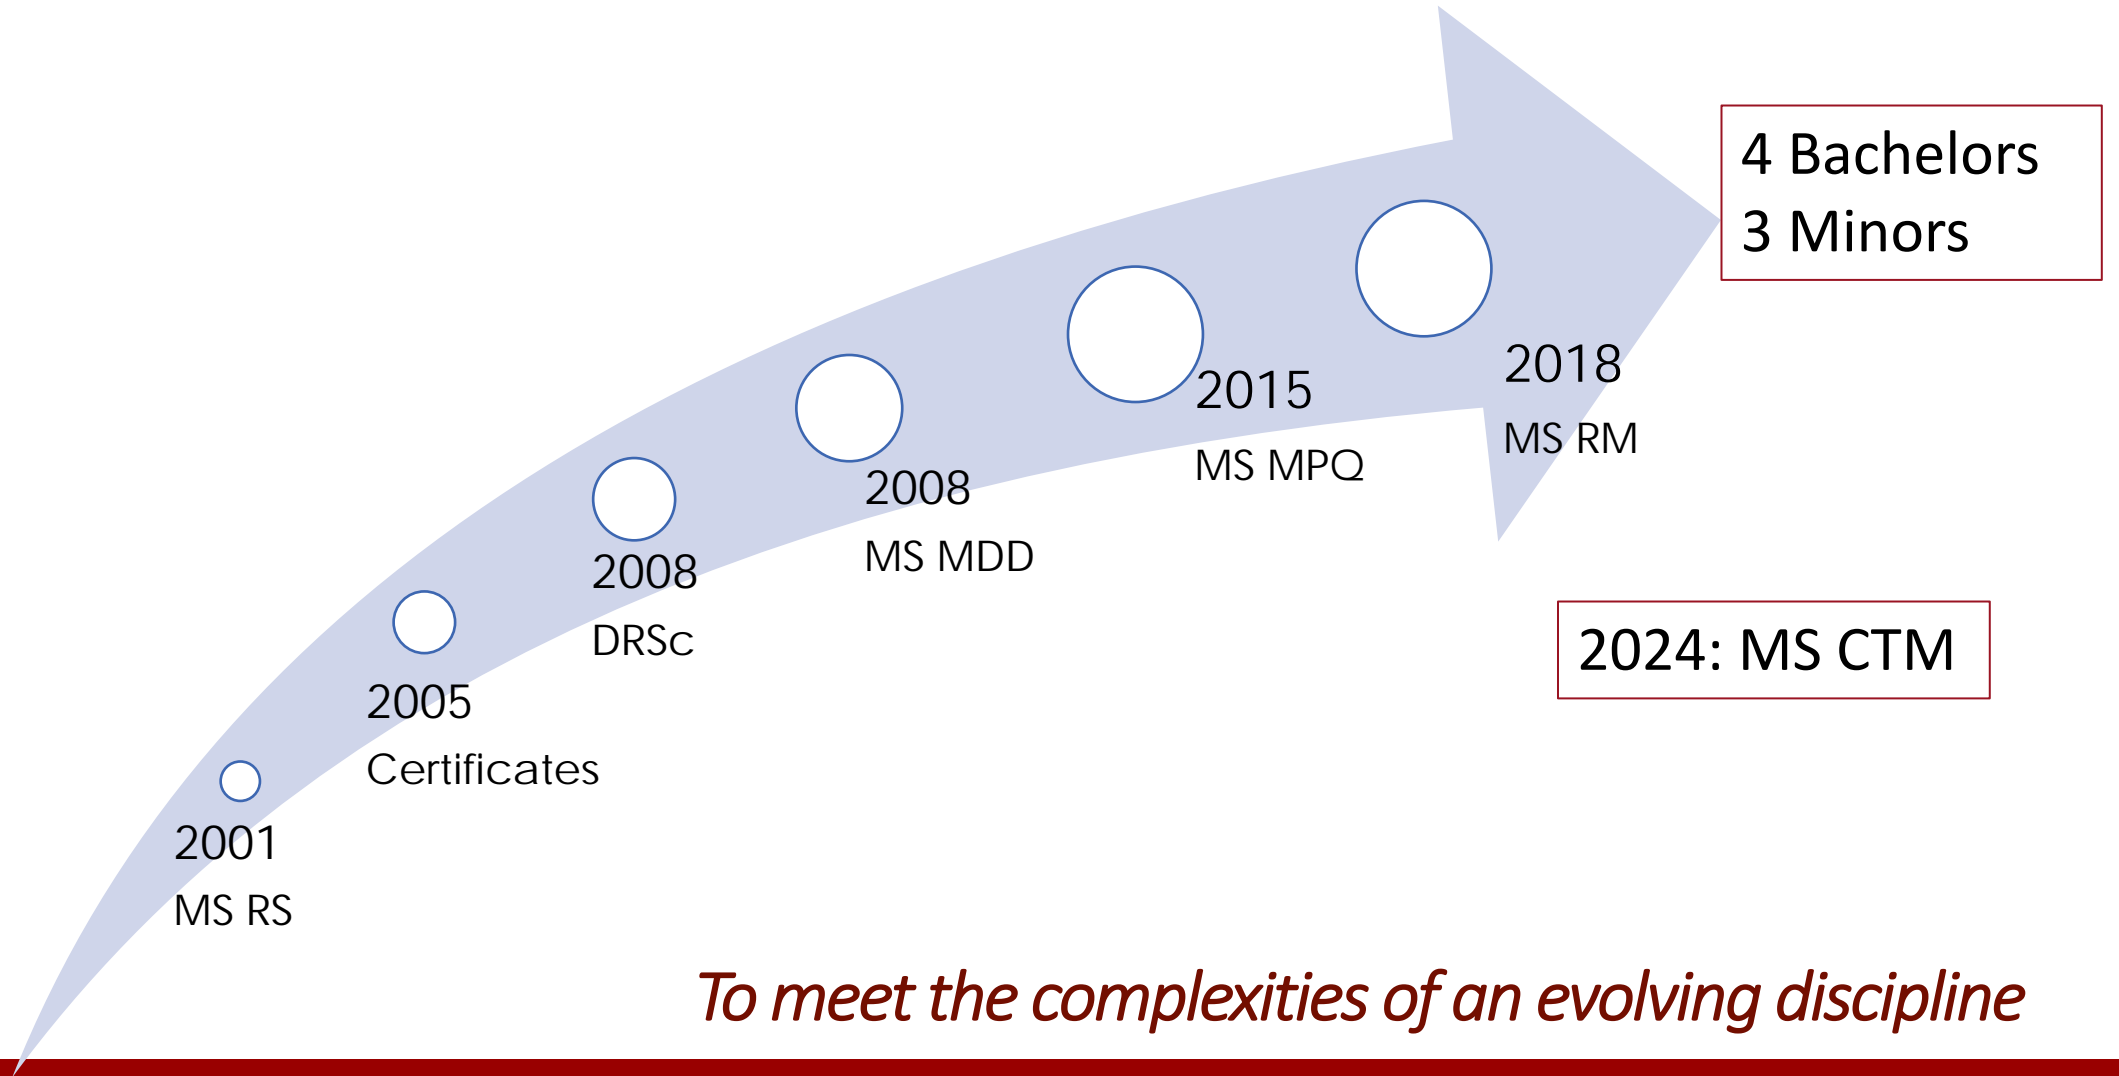 2001
MS RS
2005
Certificates
2008
DRSc
2008
MS MDD
2015
MS MPQ
2018
MS RM
4 Bachelors
3 Minors
2024: MS CTM
To meet the complexities of an evolving discipline